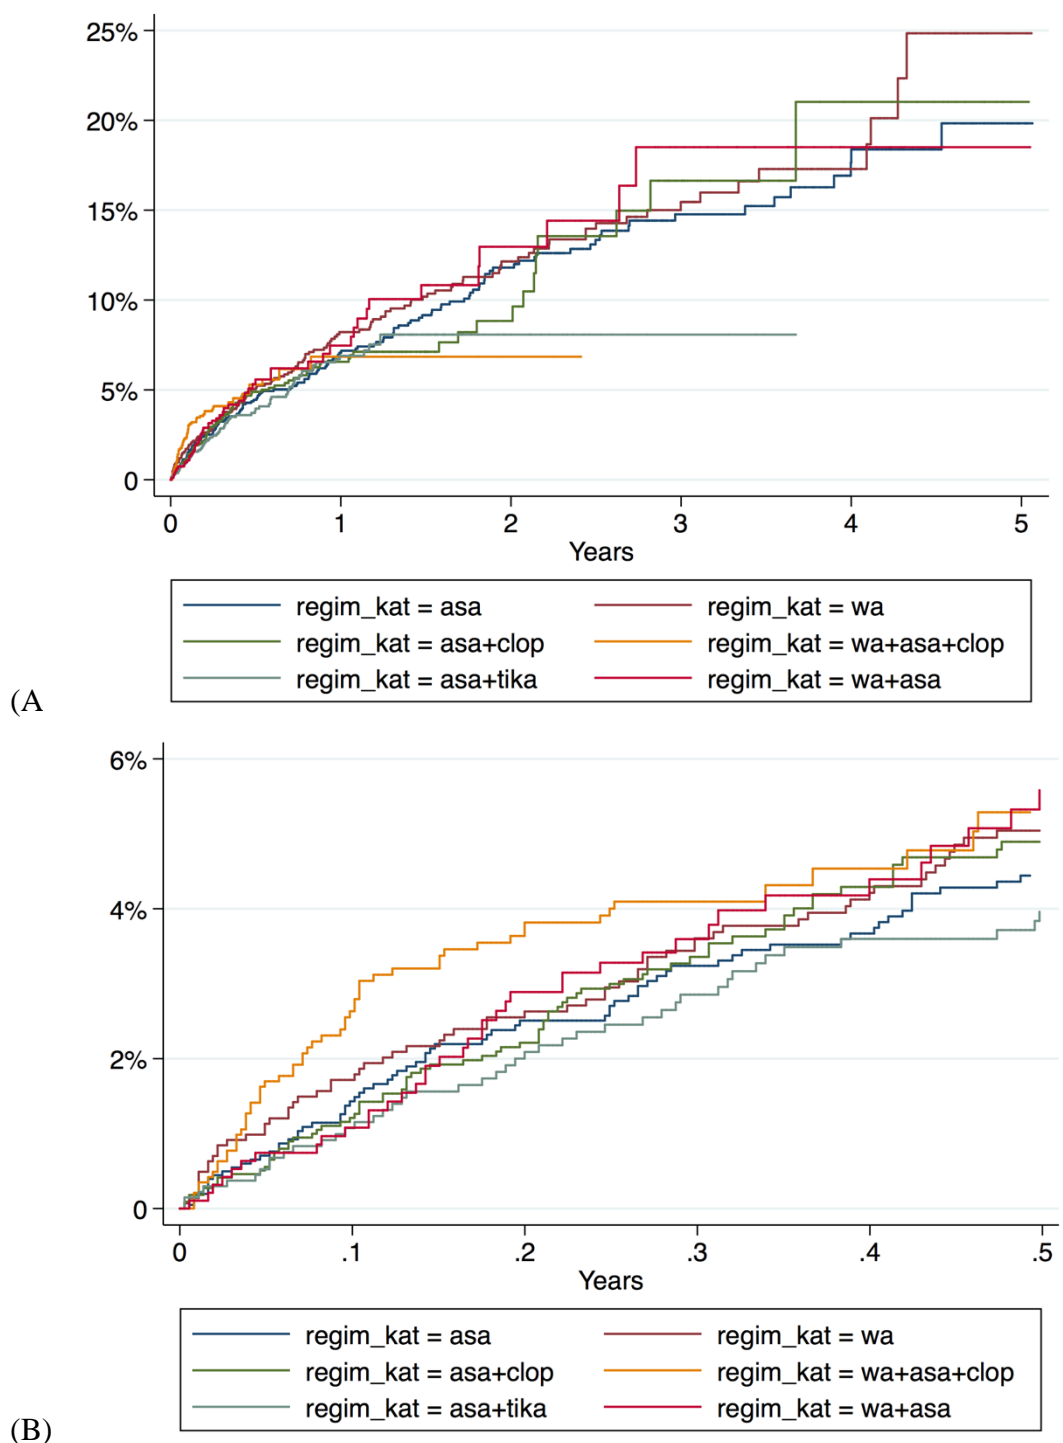 25%
20%
15%
10%
5%
0
0 1 2 3 4 5
Years
regim_kat = asa regim_kat = wa
regim_kat = asa+clop regim_kat = wa+asa+clop
regim_kat = asa+tika regim_kat = wa+asa
(A
6%
4%
2%
0
0 .1 .2 .3 .4 .5
Years
regim_kat = asa regim_kat = wa
regim_kat = asa+clop regim_kat = wa+asa+clop
regim_kat = asa+tika regim_kat = wa+asa
(B)